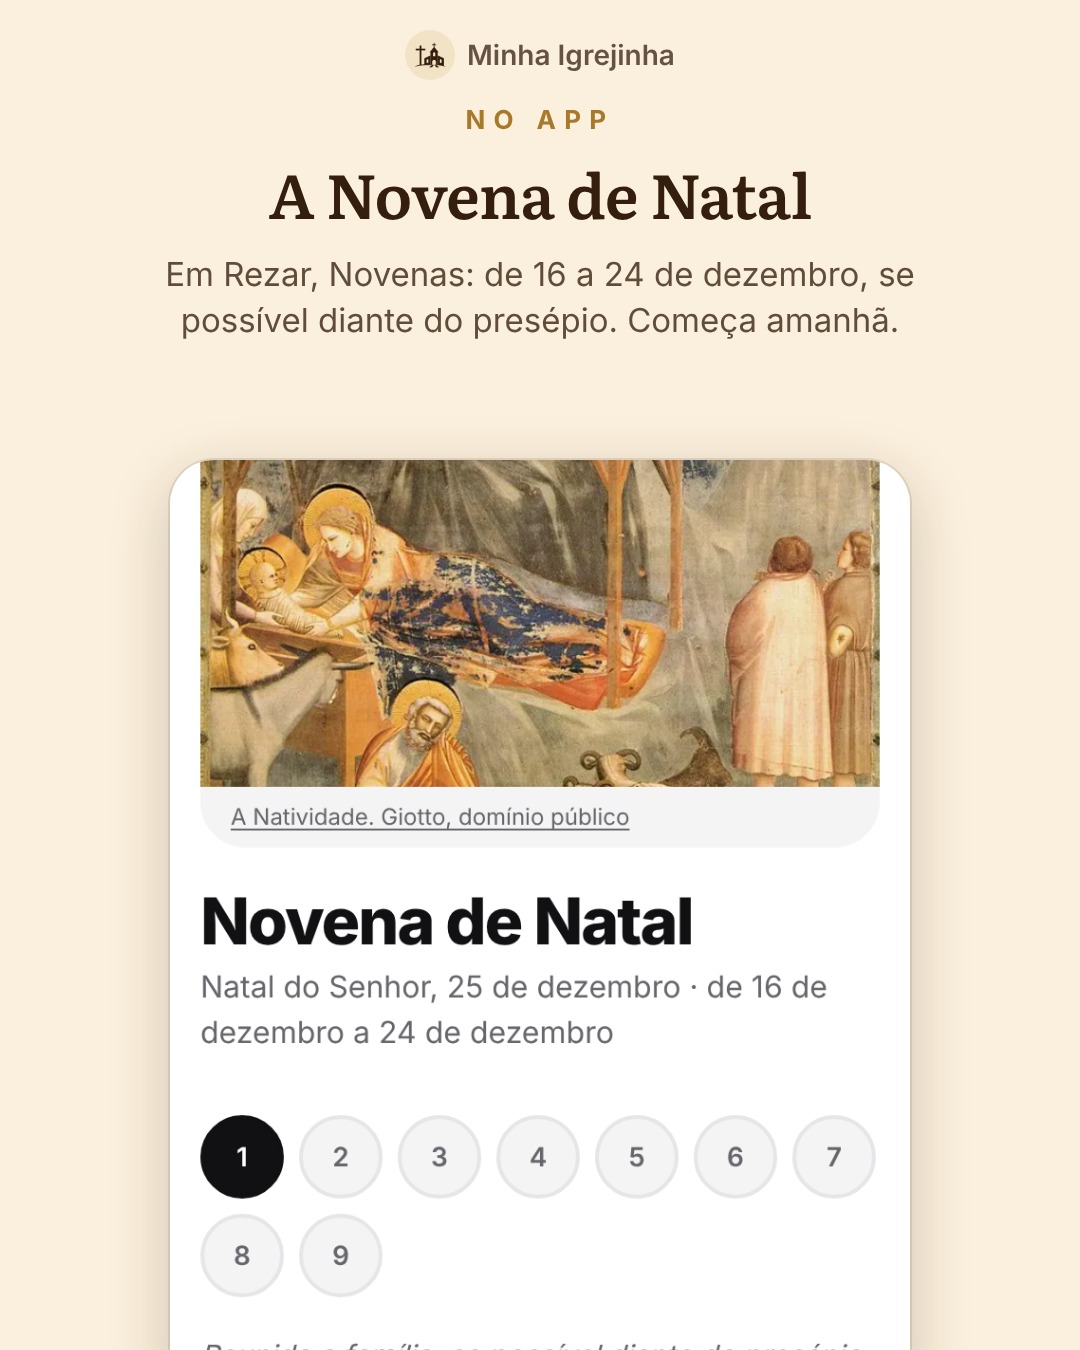 Minha Igrejinha
NO APP
A Novena de Natal
Em Rezar, Novenas: de 16 a 24 de dezembro, se
possível diante do presépio. Começa amanhã.
A Natividade. Giotto, domínio público
Novena de Natal
Natal do Senhor, 25 de dezembro · de 16 de
dezembro a 24 de dezembro
1 2 3 4 5 6 7
8 9